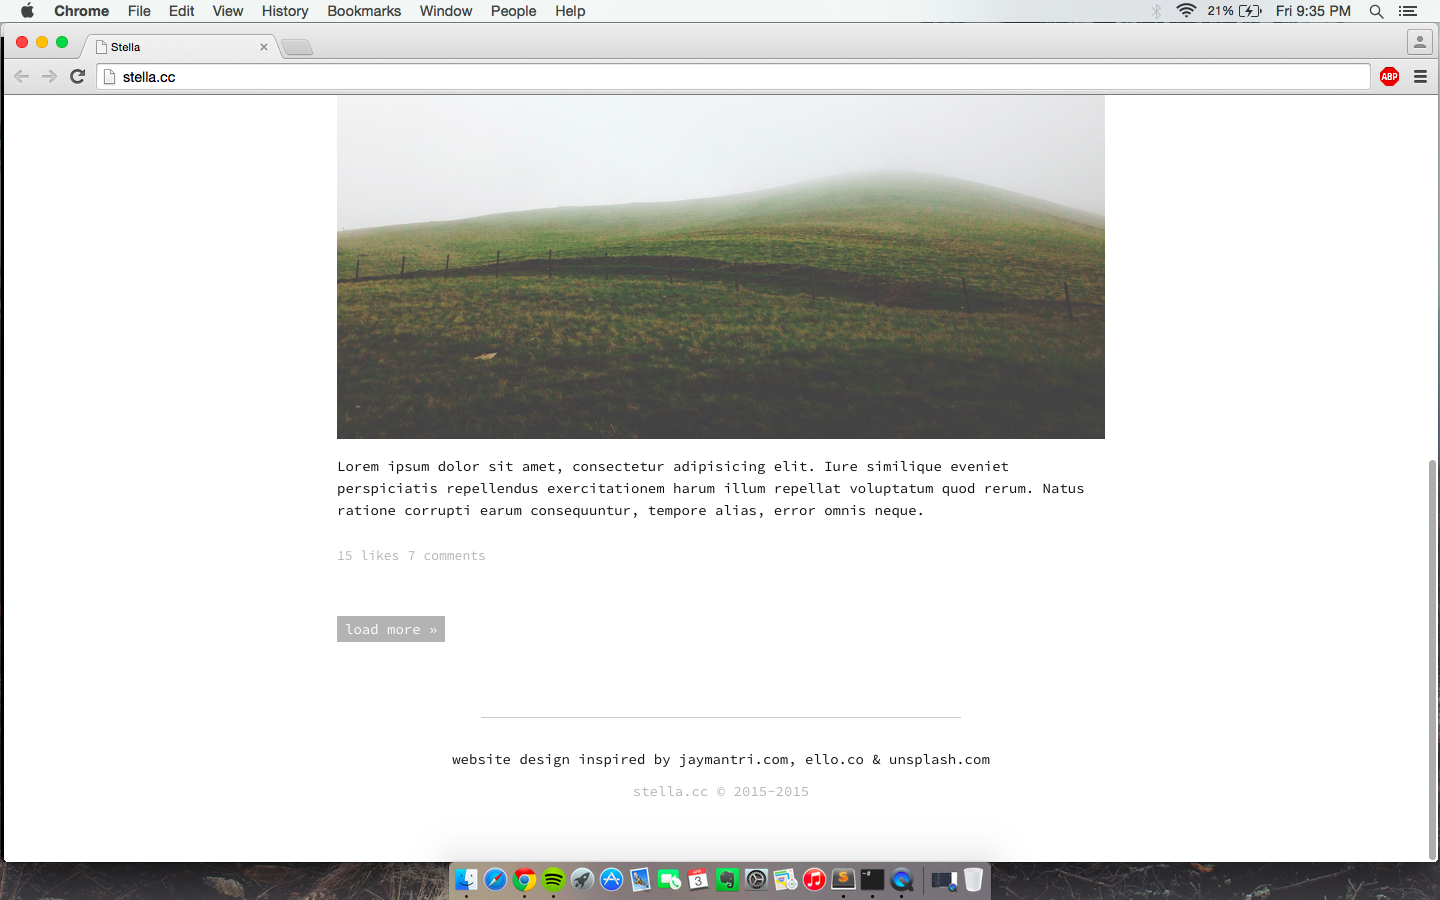 Chrome File Edit View History Bookmarks Window People Help 21% Fri 9:35 PM
Stella
stella.cc ABP
Lorem ipsum dolor sit amet, consectetur adipisicing elit. Iure similique eveniet
perspiciatis repellendus exercitationem harum illum repellat voluptatum quod rerum. Natus
ratione corrupti earum consequuntur, tempore alias, error omnis neque.
15 likes 7 comments
load more »
website design inspired by jaymantri.com, ello.co & unsplash.com
stella.cc © 2015-2015
3